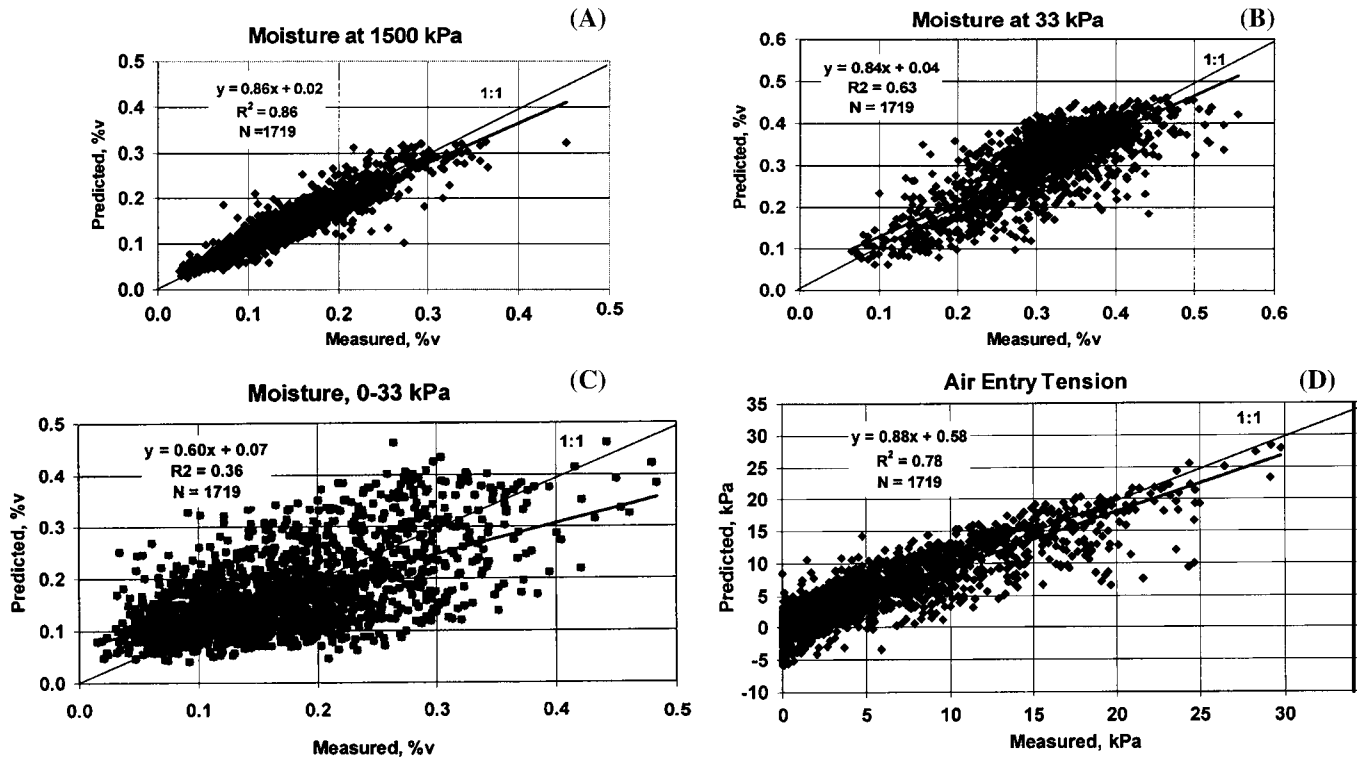 (A)
Moisture at 1500 kPa
0.5
0.4
0.3
0.2
0.1
0.0
Predicted, %v
y = 0.86x + 0.02
R² = 0.86
N =1719
1:1
0.0 0.1 0.2 0.3 0.4 0.5
Measured, %v
(B)
Moisture at 33 kPa
0.6
0.5
0.4
0.3
0.2
0.1
0.0
Predicted, %v
y = 0.84x + 0.04
R2 = 0.63
N = 1719
1:1
0.0 0.1 0.2 0.3 0.4 0.5 0.6
Measured, %v
(C)
Moisture, 0-33 kPa
0.5
0.4
0.3
0.2
0.1
0.0
Predicted, %v
y = 0.60x + 0.07
R2 = 0.36
N = 1719
1:1
0.0 0.1 0.2 0.3 0.4 0.5
Measured, %v
(D)
Air Entry Tension
35
30
25
20
15
10
5
0
-5
-10
Predicted, kPa
y = 0.88x + 0.58
R² = 0.78
N = 1719
1:1
0 5 10 15 20 25 30
Measured, kPa